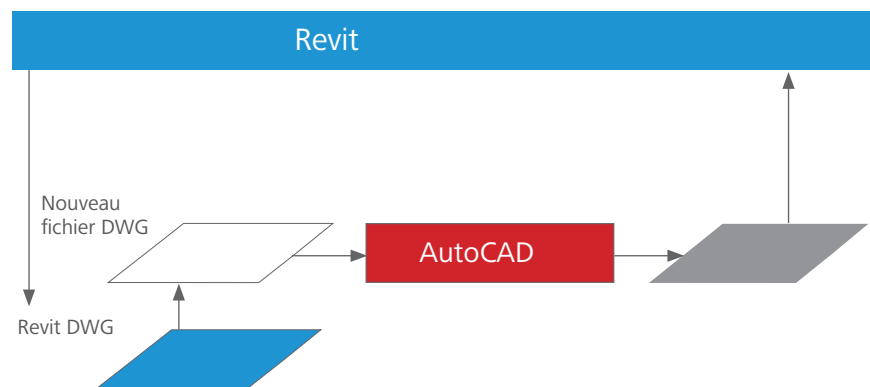 Revit
Nouveau
fichier DWG
AutoCAD
Revit DWG